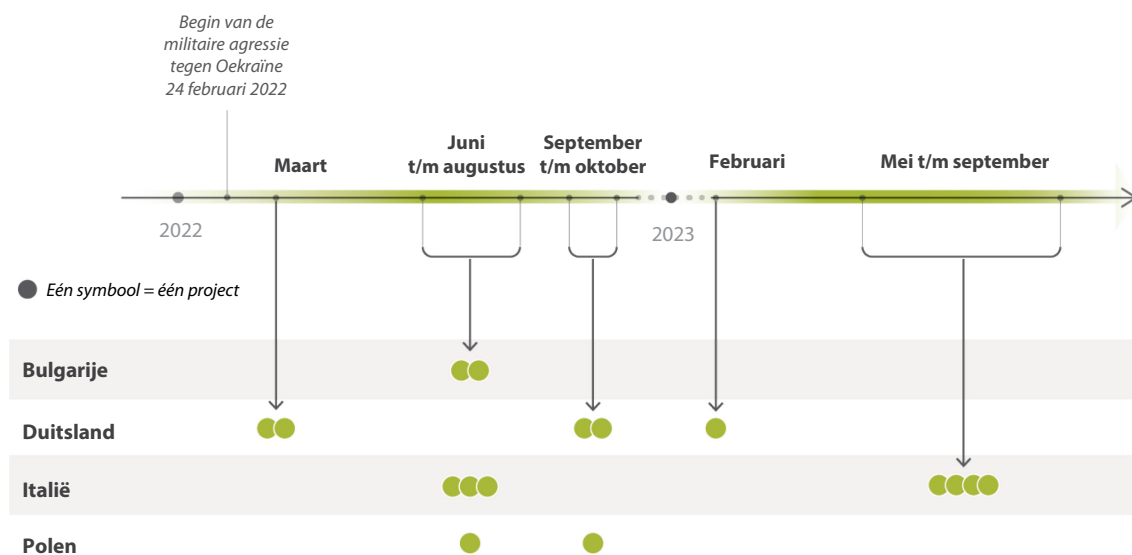 Begin van de
militaire agressie
tegen Oekraïne
24 februari 2022
Maart
Juni
t/m augustus
September
t/m oktober
Februari
Mei t/m september
2022
2023
Eén symbool = één project
Bulgarije
Duitsland
Italië
Polen